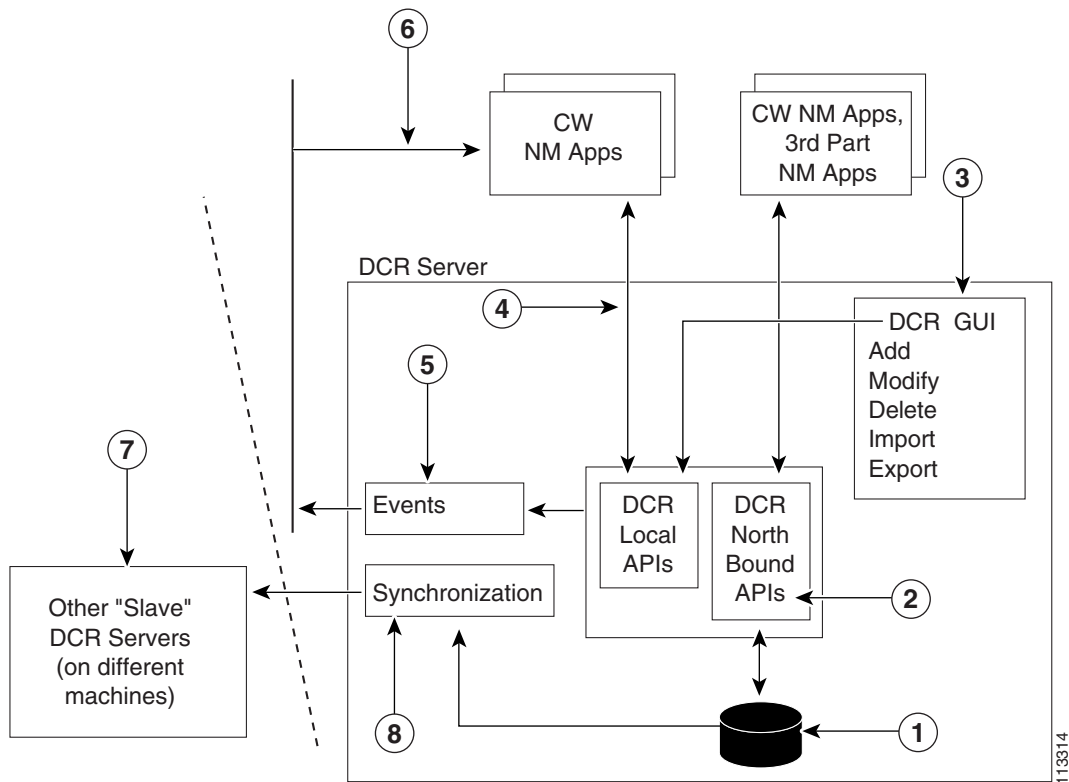 6
CW
NM Apps
CW NM Apps,
3rd Part
NM Apps
3
DCR Server
4
DCR GUI
Add
Modify
Delete
Import
Export
5
7
Events
DCR
Local
APIs
DCR
North
Bound
APIs
2
Synchronization
Other "Slave"
DCR Servers
(on different
machines)
8
1
113314